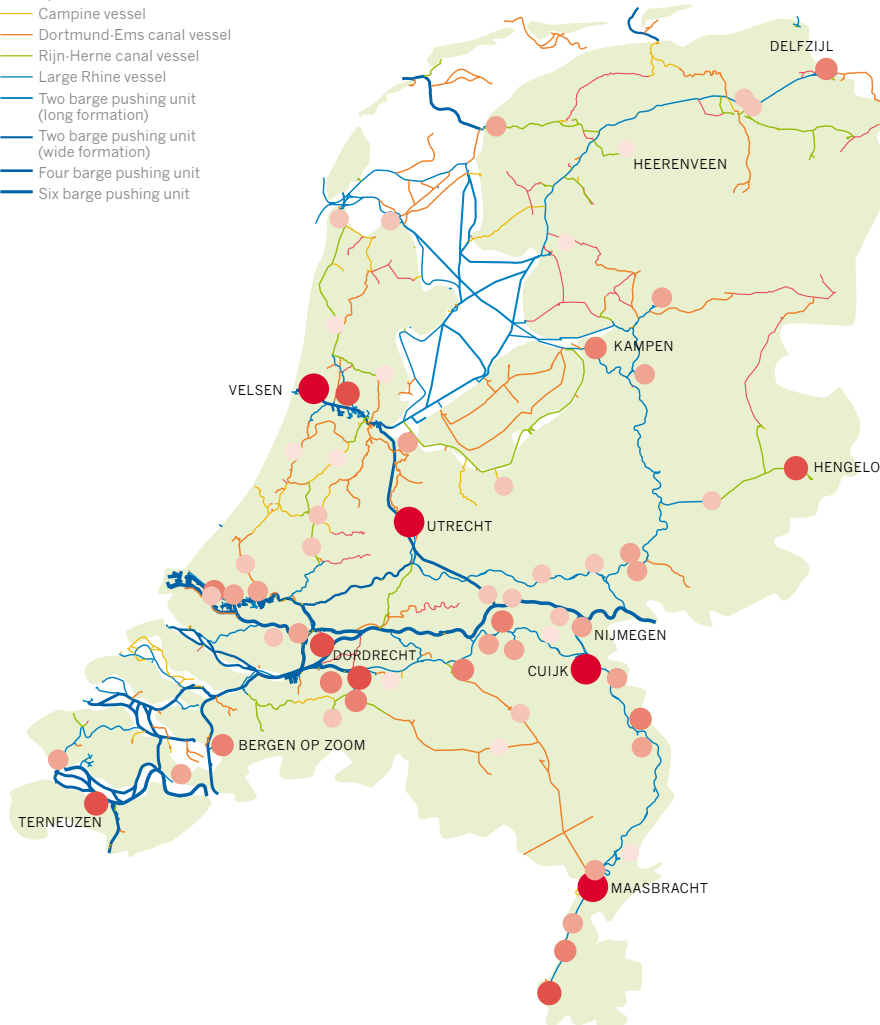 Campine vessel
Dortmund-Ems canal vessel
Rijn-Herne canal vessel
Large Rhine vessel
Two barge pushing unit
(long formation)
Two barge pushing unit
(wide formation)
Four barge pushing unit
Six barge pushing unit
DELFZIJL
HEERENVEEN
KAMPEN
VELSEN
HENGELO
UTRECHT
NIJMEGEN
DORDRECHT
CUIJK
BERGEN OP ZOOM
TERNEUZEN
MAASBRACHT